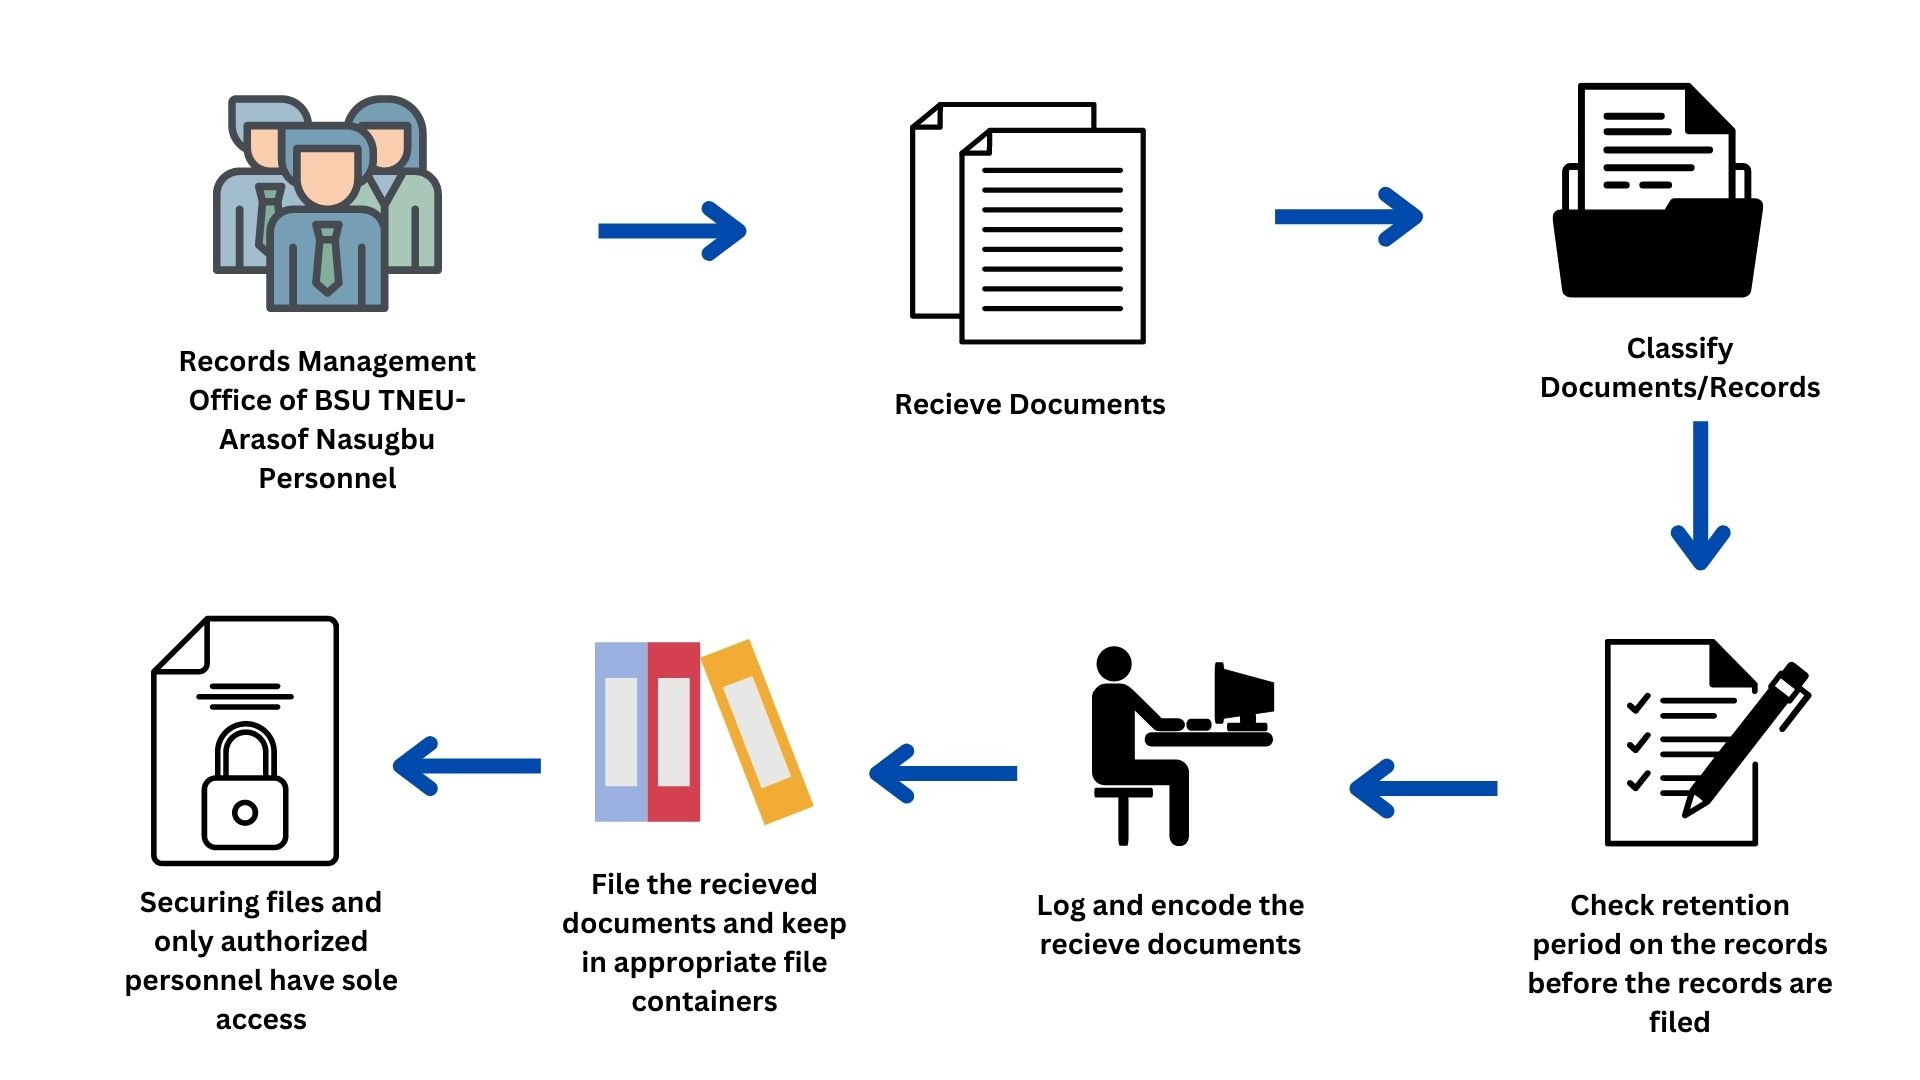 Records Management
Office of BSU TNEU-
Arasof Nasugbu
Personnel
Recieve Documents
Classify
Documents/Records
Check retention
period on the records
before the records are
filed
Log and encode the
recieve documents
File the recieved
documents and keep
in appropriate file
containers
Securing files and
only authorized
personnel have sole
access